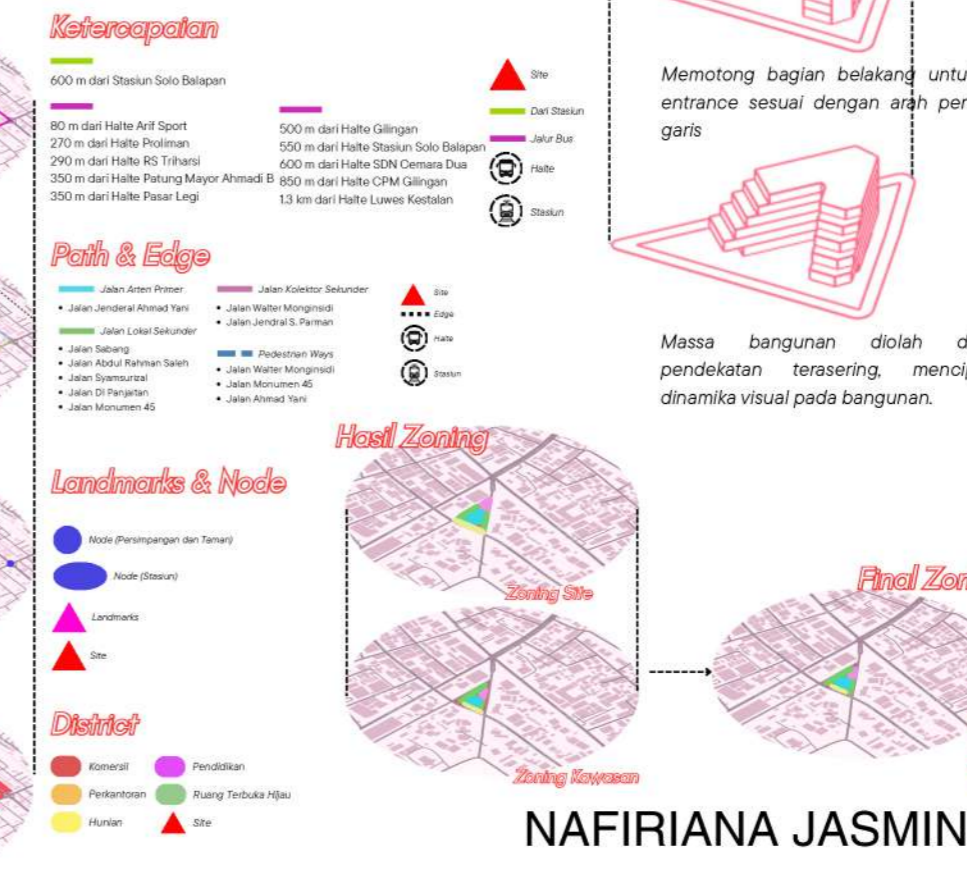 Ketercapaian
600 m dari Stasiun Solo Balapan
80 m dari Halte Arif Sport
270 m dari Halte Proliman
290 m dari Halte RS Triharsi
350 m dari Halte Patung Mayor Ahmadi B
350 m dari Halte Pasar Legi
500 m dari Halte Gilingan
550 m dari Halte Stasiun Solo Balapan
600 m dari Halte SDN Cemara Dua
850 m dari Halte CPM Gilingan
1.3 km dari Halte Luwes Kestalan
Site
Dari Stasiun
Jalur Bus
Halte
Stasiun
Memotong bagian belakang untu
entrance sesuai dengan arah per
garis
Path & Edge
Jalan Arteri Primer
• Jalan Jenderal Ahmad Yani
Jalan Lokal Sekunder
• Jalan Sabang
• Jalan Abdul Rahman Saleh
• Jalan Syamsurizal
• Jalan DI Panjaitan
• Jalan Monumen 45
Jalan Kolektor Sekunder
• Jalan Walter Monginsidi
• Jalan Jendral S. Parman
Pedestrian Ways
• Jalan Walter Monginsidi
• Jalan Monumen 45
• Jalan Ahmad Yani
Site
Edge
Halte
Stasiun
Massa bangunan diolah d
pendekatan terasering, mencip
dinamika visual pada bangunan.
Landmarks & Node
Node (Persimpangan dan Taman)
Node (Stasiun)
Landmarks
Site
District
Komersil
Perkantoran
Hunian
Pendidikan
Ruang Terbuka Hijau
Site
Hasil Zoning
Zoning Site
Zoning Kawasan
Final Zon
NAFIRIANA JASMIN